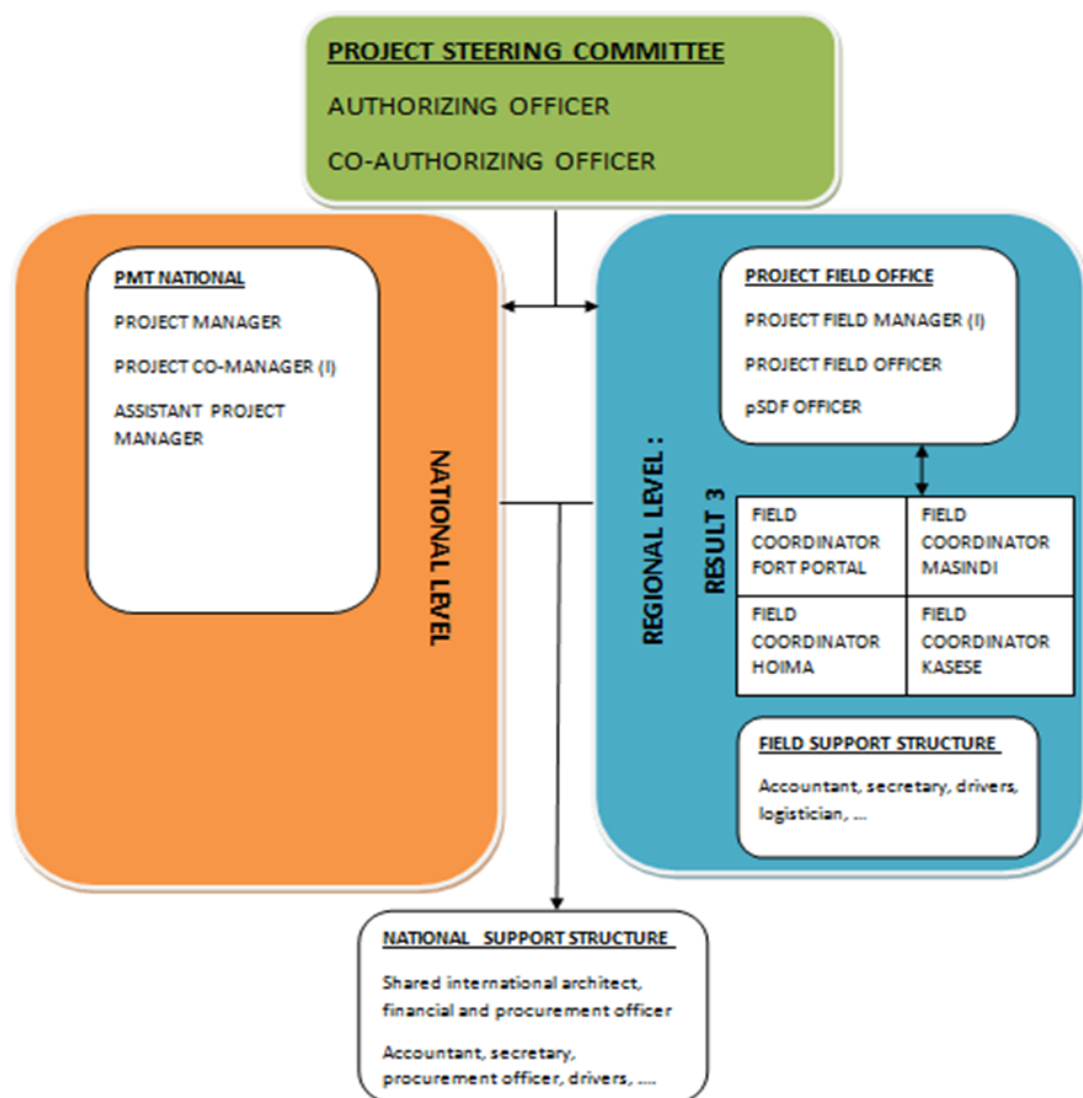 PROJECT STEERING COMMITTEE
AUTHORIZING OFFICER
CO-AUTHORIZING OFFICER
PMT NATIONAL
PROJECT MANAGER
PROJECT CO-MANAGER (I)
ASSISTANT PROJECT
MANAGER
NATIONAL LEVEL
REGIONAL LEVEL :
RESULT 3
PROJECT FIELD OFFICE
PROJECT FIELD MANAGER (I)
PROJECT FIELD OFFICER
pSDF OFFICER
FIELD
COORDINATOR
FORT PORTAL
FIELD
COORDINATOR
MASINDI
FIELD
COORDINATOR
HOIMA
FIELD
COORDINATOR
KASESE
FIELD SUPPORT STRUCTURE
Accountant, secretary, drivers,
logistician, ...
NATIONAL SUPPORT STRUCTURE
Shared international architect,
financial and procurement officer
Accountant, secretary,
procurement officer, drivers, ....